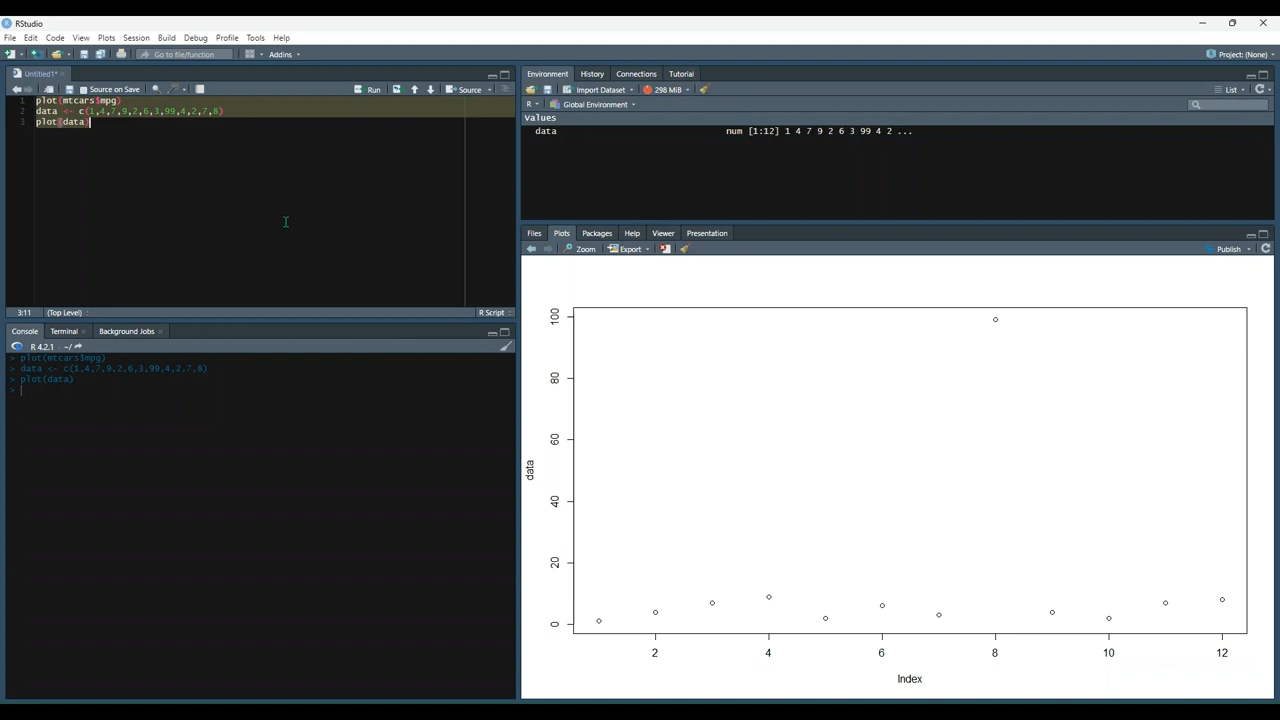 RStudio
File Edit Code View Plots Session Build Debug Profile Tools Help
Go to file/function Addins Project: (None)
Untitled1*
Source on Save Run Source
1 plot(mtcars$mpg)
2 data <- c(1,4,7,9,2,6,3,99,4,2,7,8)
3 plot(data)
3:11 (Top Level) R Script
Console Terminal Background Jobs
R 4.2.1 · ~/
> plot(mtcars$mpg)
> data <- c(1,4,7,9,2,6,3,99,4,2,7,8)
> plot(data)
>
Environment History Connections Tutorial
Import Dataset 298 MiB List
R Global Environment
Values
data num [1:12] 1 4 7 9 2 6 3 99 4 2 ...
Files Plots Packages Help Viewer Presentation
Zoom Export Publish
100
80
60
40
20
0
data
2 4 6 8 10 12
Index